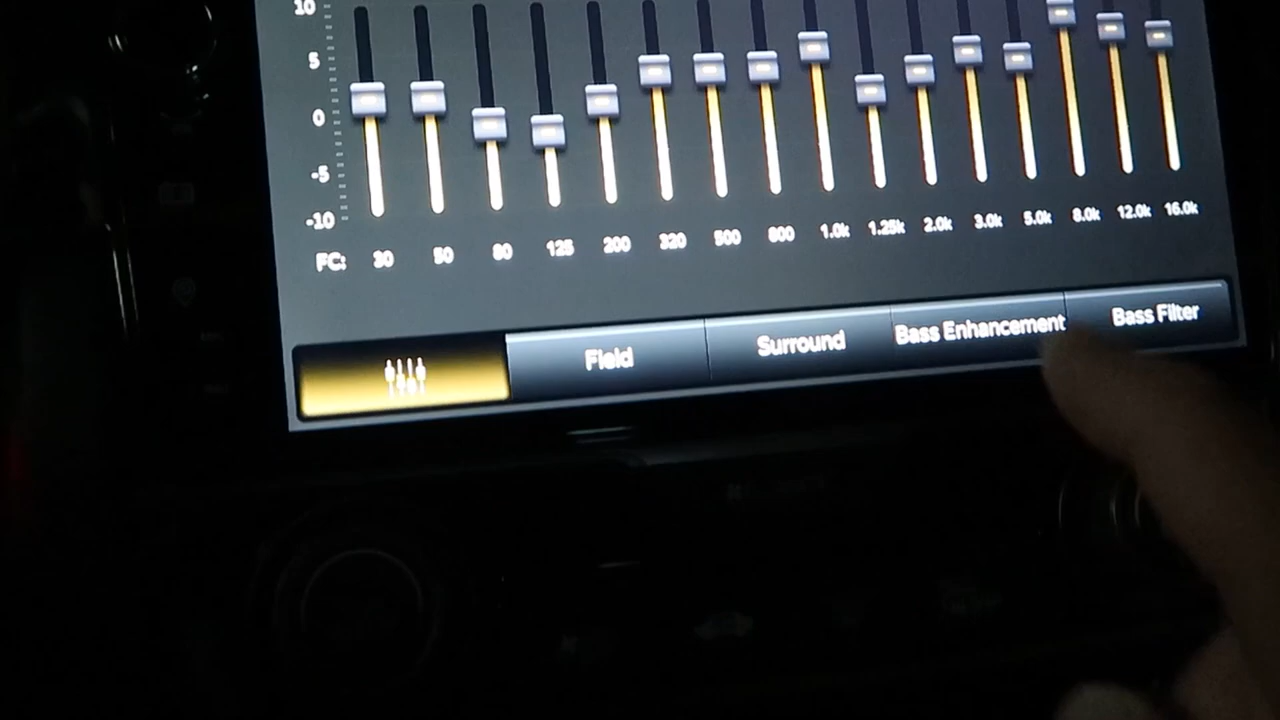 10
5
0
-5
-10
FC: 30 50 80 125 200 320 500 800 1.0k 1.25k 2.0k 3.0k 5.0k 8.0k 12.0k 16.0k
Field Surround Bass Enhancement Bass Filter